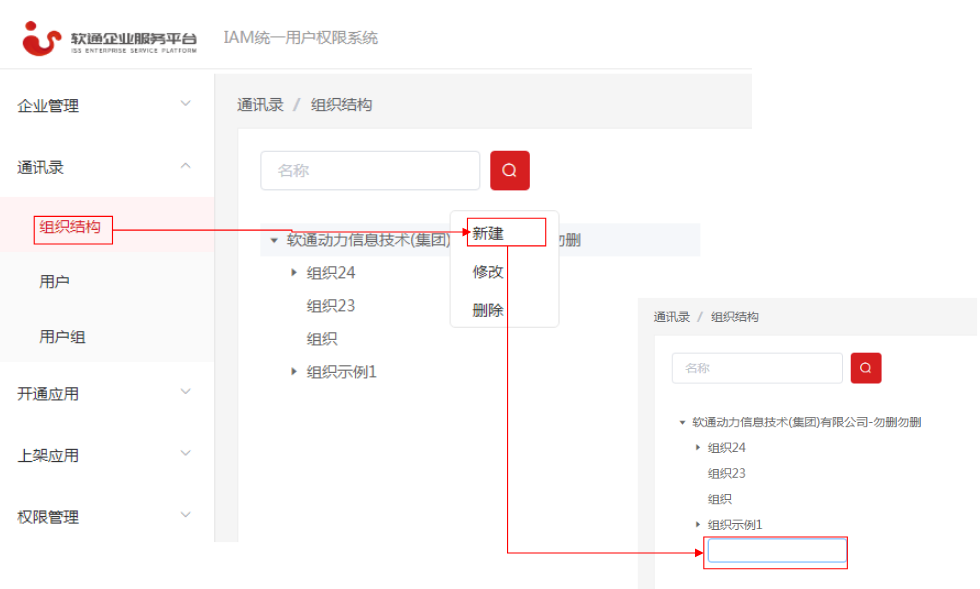 软通企业服务平台
ISS ENTERPRISE SERVICE PLATFORM
IAM统一用户权限系统
企业管理
通讯录
组织结构
用户
用户组
开通应用
上架应用
权限管理
通讯录 / 组织结构
名称
软通动力信息技术(集团)
勿删
新建
修改
删除
组织24
组织23
组织
组织示例1
通讯录 / 组织结构
名称
软通动力信息技术(集团)有限公司-勿删勿删
组织24
组织23
组织
组织示例1